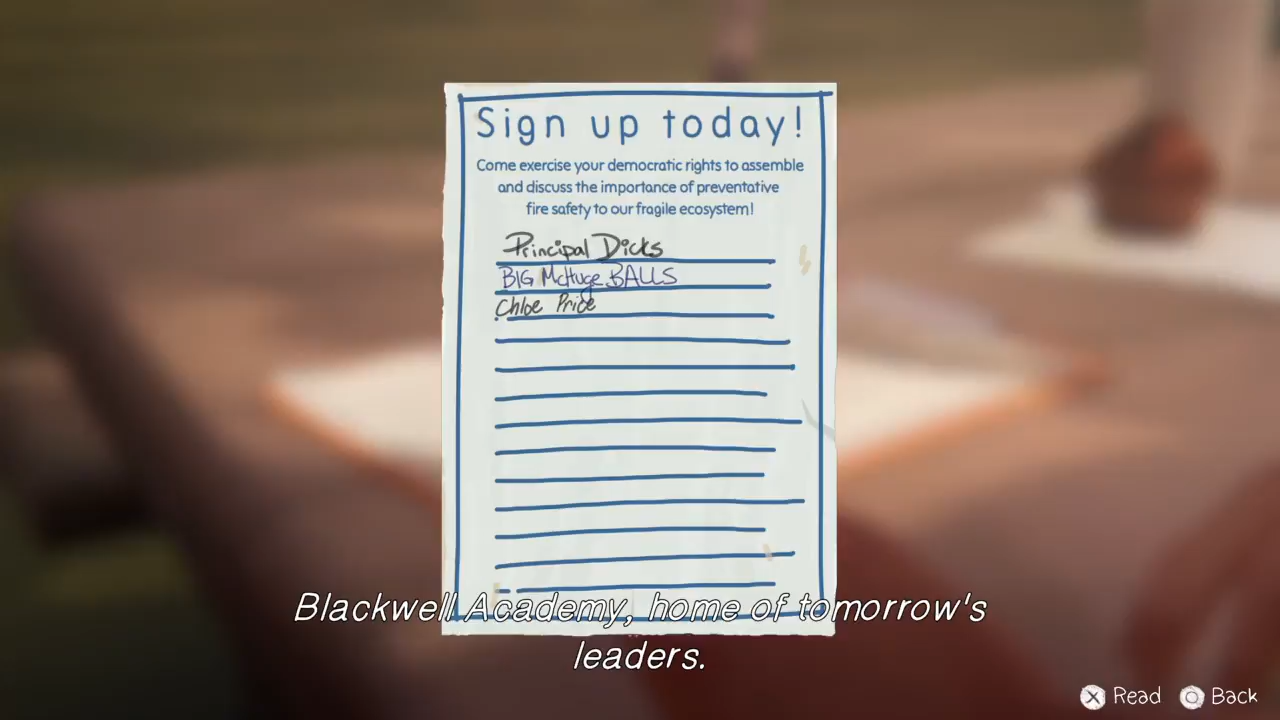 Sign up today!
Come exercise your democratic rights to assemble
and discuss the importance of preventative
fire safety to our fragile ecosystem!
Principal Dicks
BIG McHuge BALLS
Chloe Price
Blackwell Academy, home of tomorrow's
leaders.
Read Back